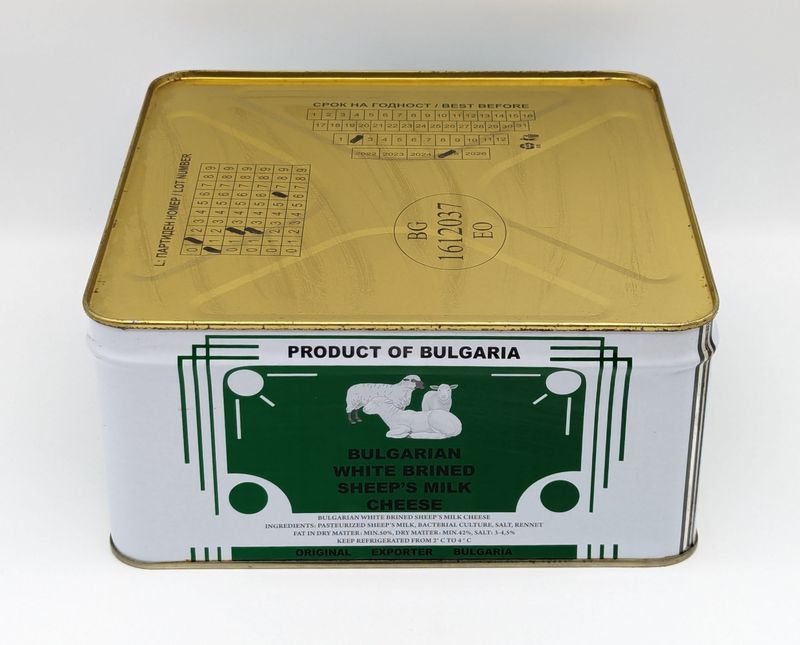 СРОК НА ГОДНОСТ / BEST BEFORE
1 2 3 4 5 6 7 8 9 10 11 12 13 14 15 16
17 18 19 20 21 22 23 24 25 26 27 28 29 30 31
1 3 4 5 6 7 8 9 10 11 12
2022 2023 2024 2026
L: ПАРТИДЕН НОМЕР / LOT NUMBER
BG
1612037
EO
PRODUCT OF BULGARIA
BULGARIAN
WHITE BRINED
SHEEP'S MILK
CHEESE
BULGARIAN WHITE BRINED SHEEP'S MILK CHEESE
INGREDIENTS: PASTEURIZED SHEEP'S MILK, BACTERIAL CULTURE, SALT, RENNET
FAT IN DRY MATTER: MIN.50%, DRY MATTER: MIN.42%, SALT: 3-4,5%
KEEP REFRIGERATED FROM 2° C TO 4° C
ORIGINAL EXPORTER BULGARIA